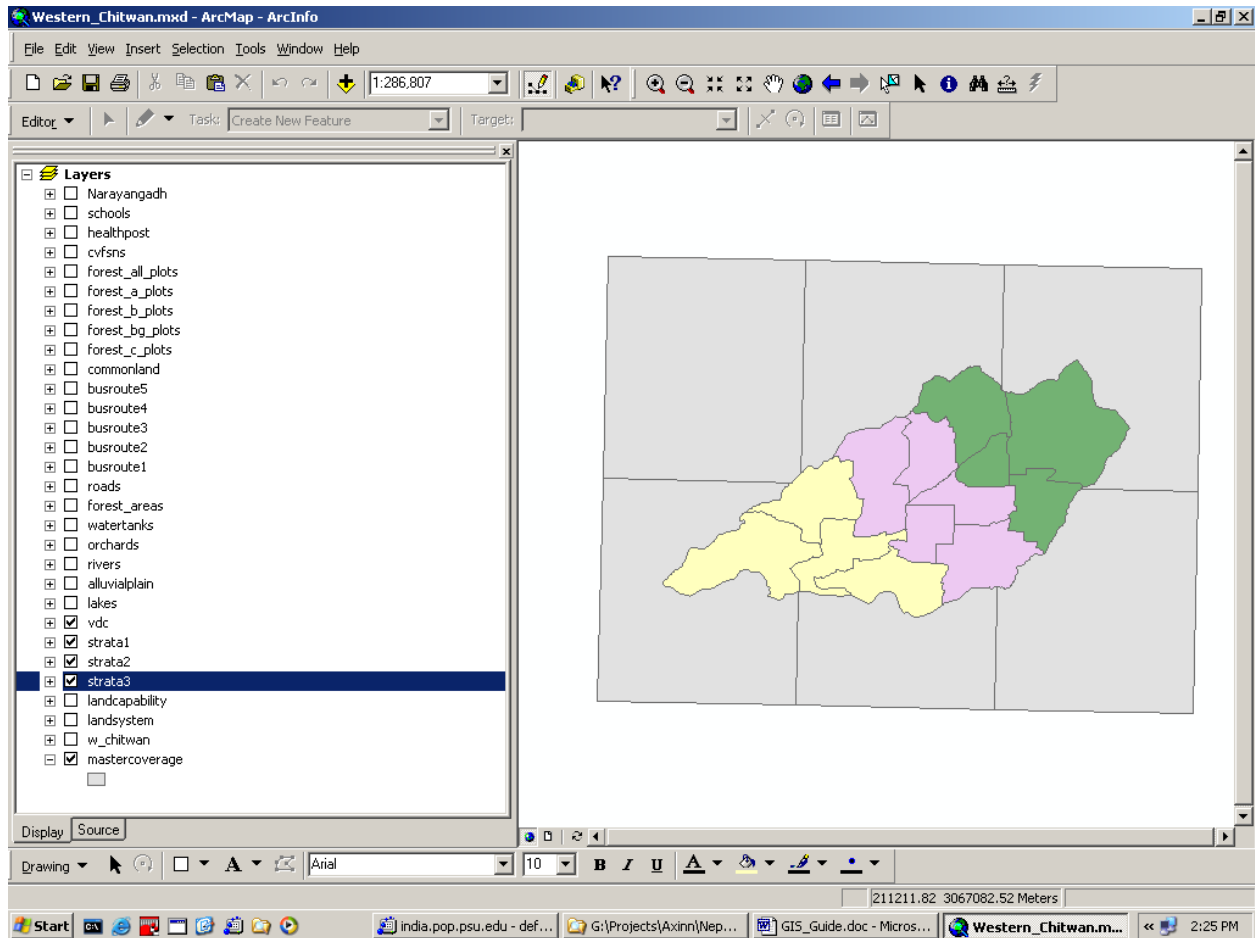 Western_Chitwan.mxd - ArcMap - ArcInfo
File Edit View Insert Selection Tools Window Help
1:286,807
Editor Task: Create New Feature Target:
Layers
Narayangadh
schools
healthpost
cvfsns
forest_all_plots
forest_a_plots
forest_b_plots
forest_bg_plots
forest_c_plots
commonland
busroute5
busroute4
busroute3
busroute2
busroute1
roads
forest_areas
watertanks
orchards
rivers
alluvialplain
lakes
vdc
strata1
strata2
strata3
landcapability
landsystem
w_chitwan
mastercoverage
Display Source
Drawing A Arial 10 B I U A
211211.82 3067082.52 Meters
Start india.pop.psu.edu - def... G:\Projects\Axinn\Nep... GIS_Guide.doc - Micros... Western_Chitwan.m... « 2:25 PM